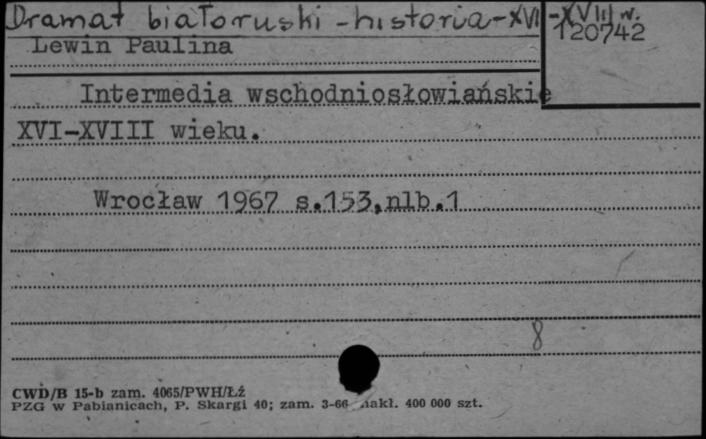 Dramat białoruski - historia - XVI - XVIII w.
Lewin Paulina
120742
Intermedia wschodniosłowiańskie
XVI-XVIII wieku.
Wrocław 1967 s.153,nlb.1
8
CWD/B 15-b zam. 4065/PWH/Łź
PZG w Pabianicach, P. Skargi 40; zam. 3-66 nakł. 400 000 szt.